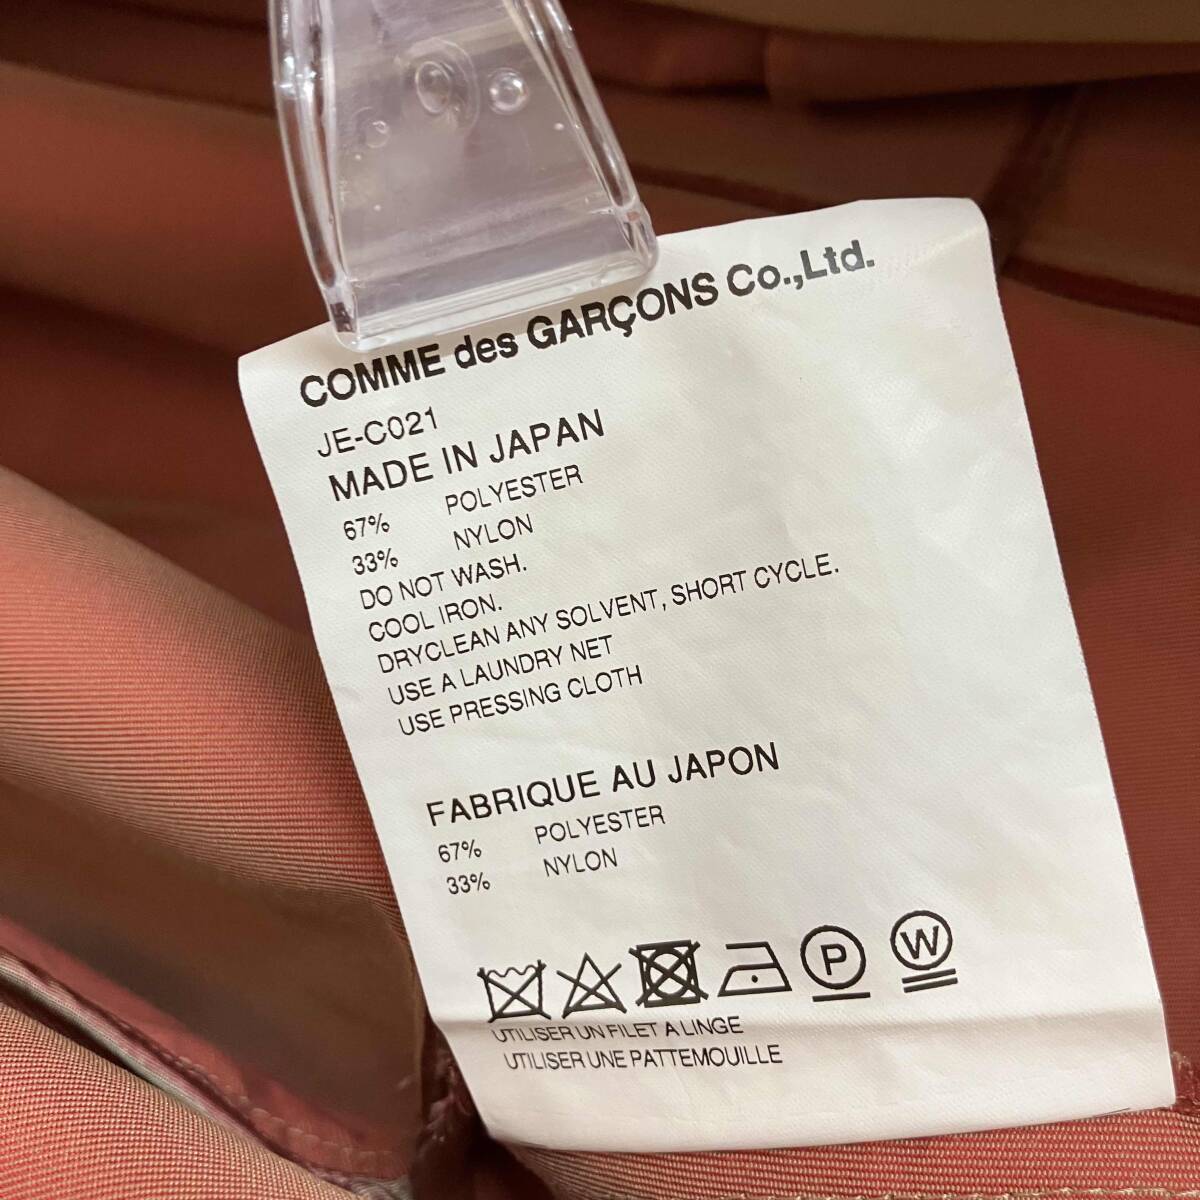 COMME des GARÇONS Co.,Ltd.
JE-C021
MADE IN JAPAN
67% POLYESTER
33% NYLON
DO NOT WASH.
COOL IRON.
DRYCLEAN ANY SOLVENT, SHORT CYCLE.
USE A LAUNDRY NET
USE PRESSING CLOTH
FABRIQUE AU JAPON
67% POLYESTER
33% NYLON
P W
UTILISER UN FILET A LINGE
UTILISER UNE PATTEMOUILLE